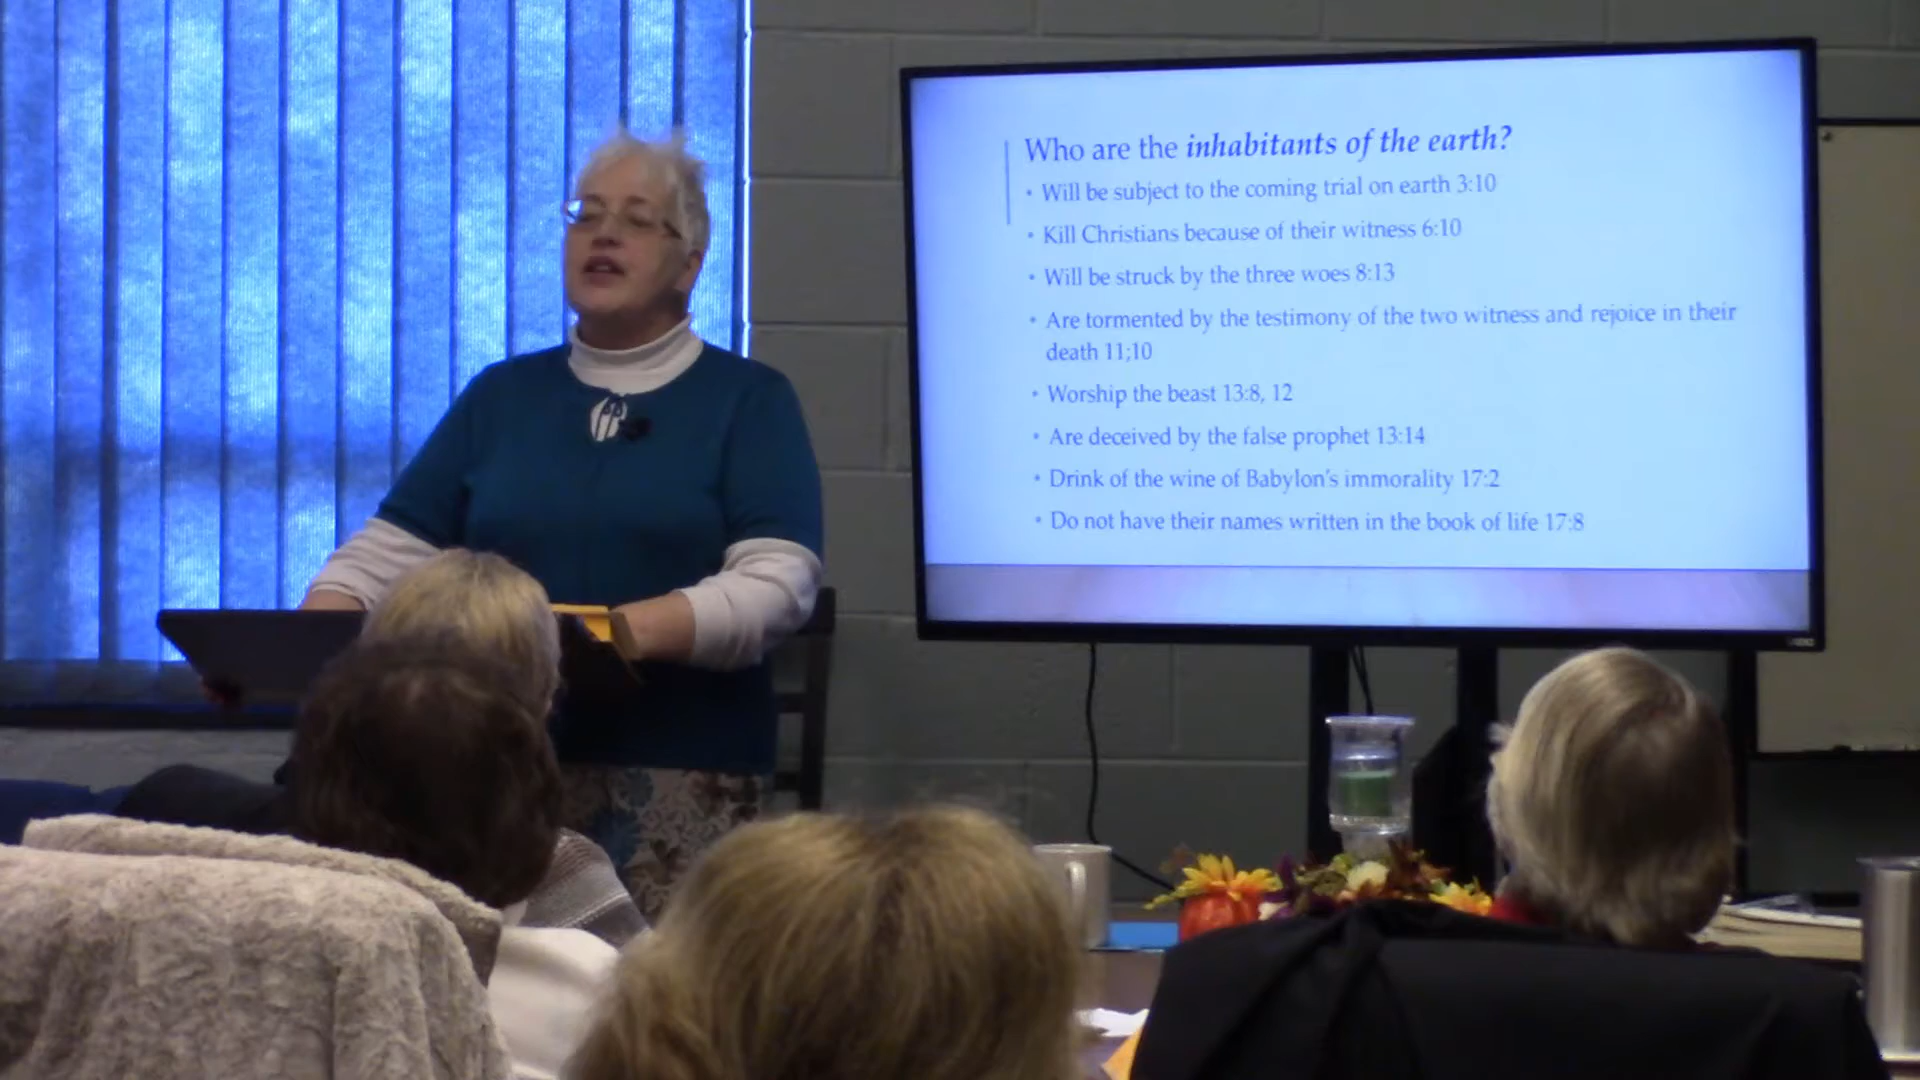 Who are the inhabitants of the earth?
• Will be subject to the coming trial on earth 3:10
• Kill Christians because of their witness 6:10
• Will be struck by the three woes 8:13
• Are tormented by the testimony of the two witness and rejoice in their
death 11;10
• Worship the beast 13:8, 12
• Are deceived by the false prophet 13:14
• Drink of the wine of Babylon's immorality 17:2
• Do not have their names written in the book of life 17:8